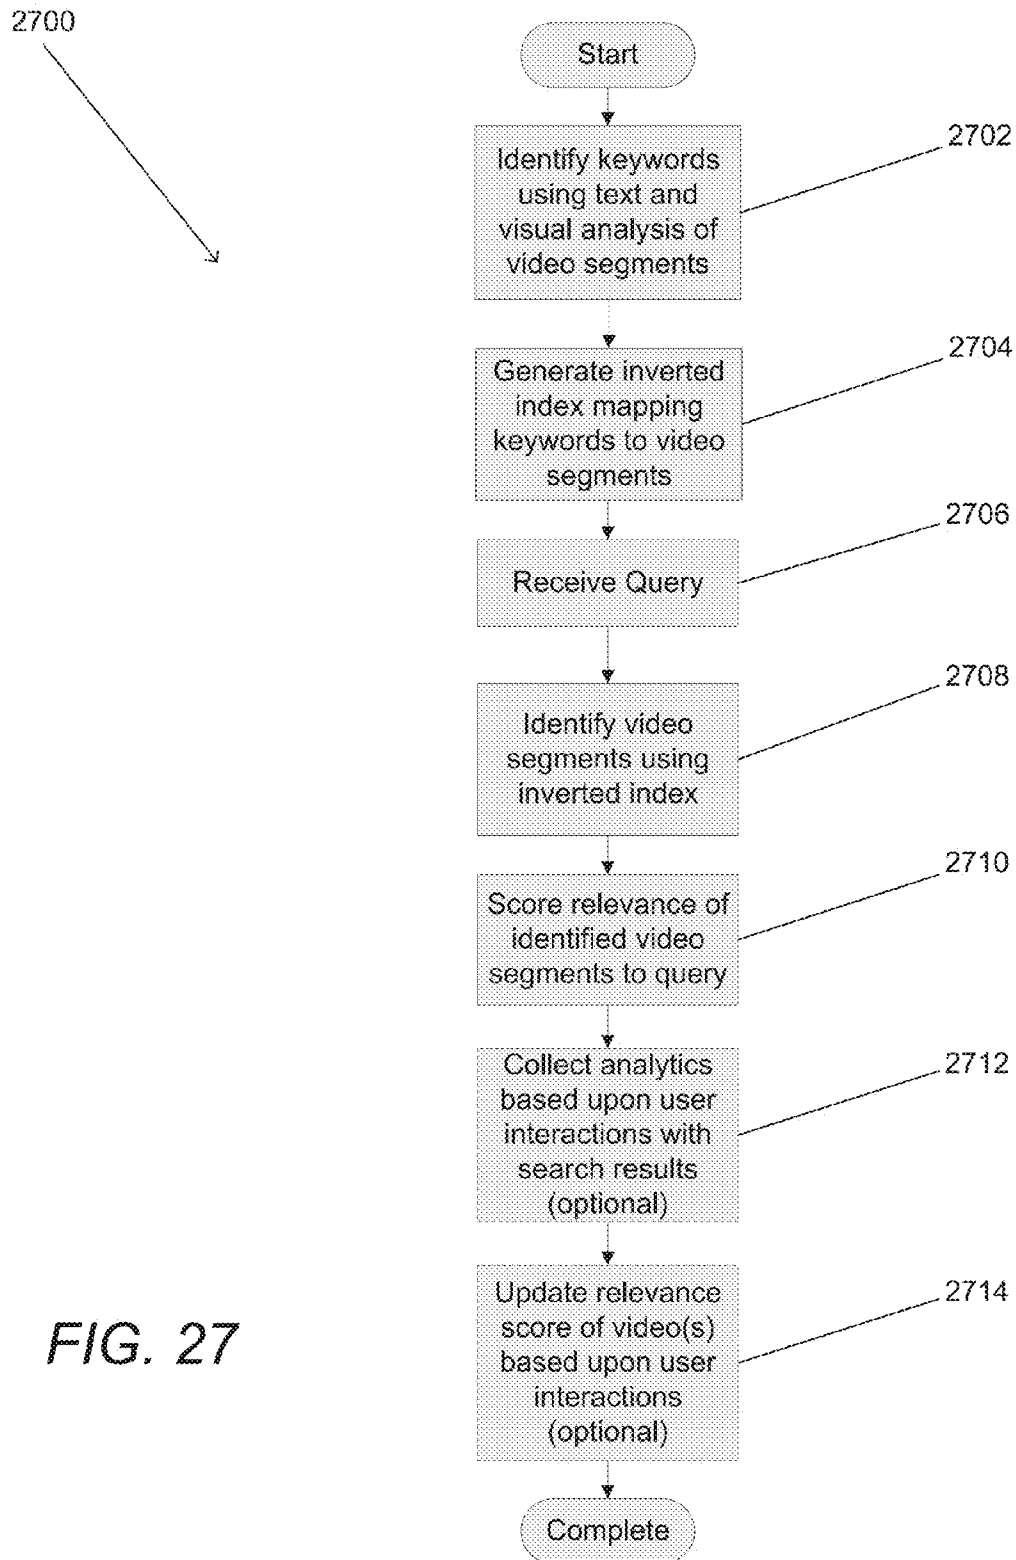 2700
Start
Identify keywords
using text and
visual analysis of
video segments
2702
Generate inverted
index mapping
keywords to video
segments
2704
Receive Query
2706
Identify video
segments using
inverted index
2708
Score relevance of
identified video
segments to query
2710
Collect analytics
based upon user
interactions with
search results
(optional)
2712
Update relevance
score of video(s)
based upon user
interactions
(optional)
2714
FIG. 27
Complete